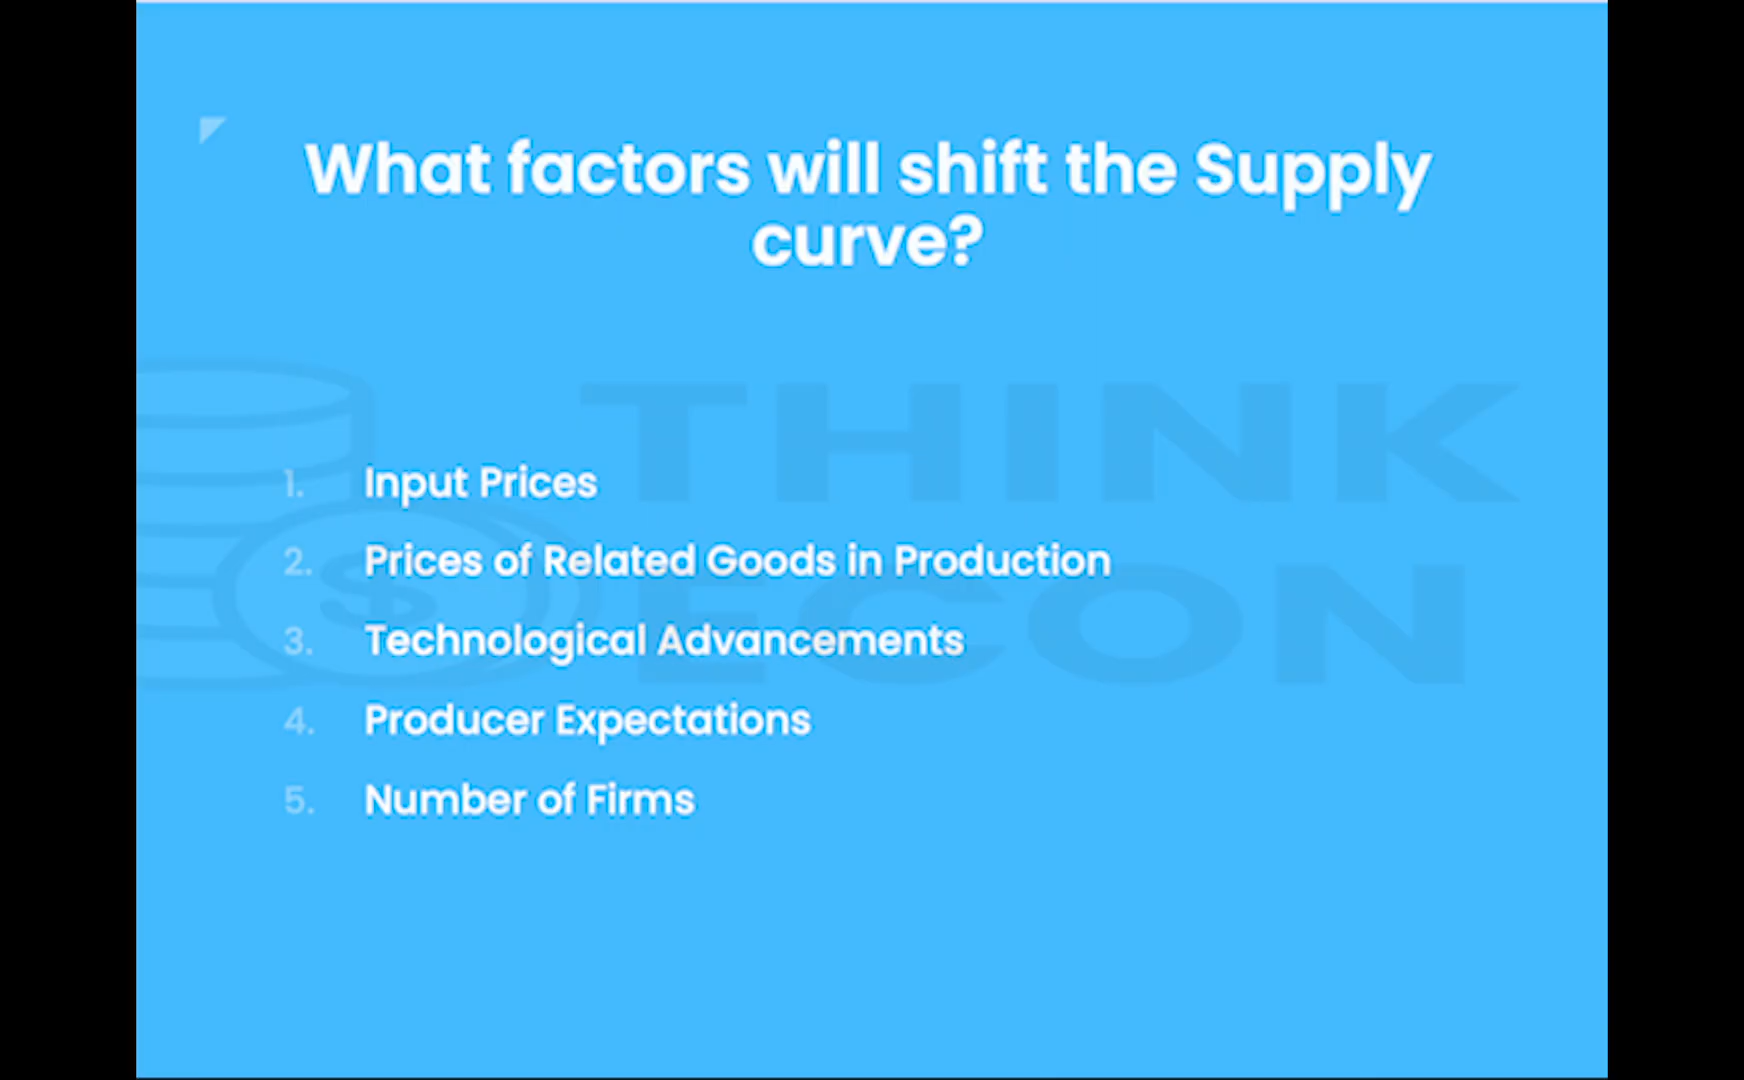 What factors will shift the Supply
curve?
THINK
ECON
$
1. Input Prices
2. Prices of Related Goods in Production
3. Technological Advancements
4. Producer Expectations
5. Number of Firms